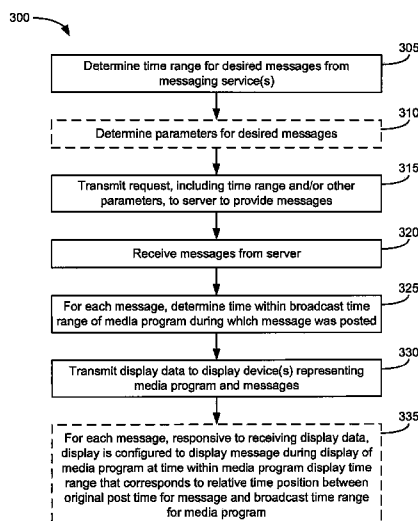 300
305
Determine time range for desired messages from
messaging service(s)
310
Determine parameters for desired messages
315
Transmit request, including time range and/or other
parameters, to server to provide messages
320
Receive messages from server
325
For each message, determine time within broadcast time
range of media program during which message was posted
330
Transmit display data to display device(s) representing
media program and messages
335
For each message, responsive to receiving display data,
display is configured to display message during display of
media program at time within media program display time
range that corresponds to relative time position between
original post time for message and broadcast time range
for media program